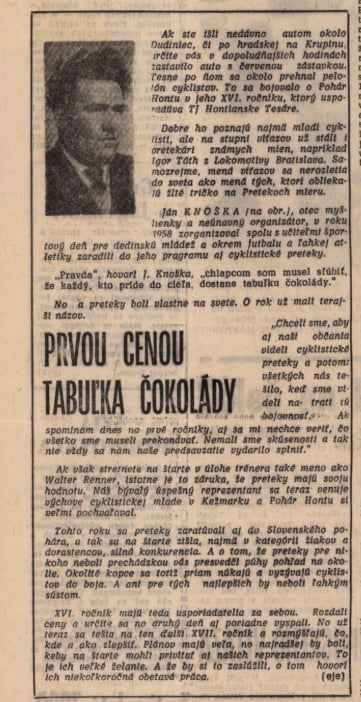 Ak ste išli nedávno autom okolo
Dudiniec, či po hradskej na Krupinu,
určite vás v dopoludňajších hodinách
zastavilo auto s červenou zástavkou.
Tesne po ňom sa okolo prehnal pelo-
tón cyklistov. To sa bojovalo o Pohár
Hontu v jeho XVI. ročníku, ktorý uspo-
radúva TJ Hontianske Tesáre.
Dobre ho poznajú najmä mladí cyk-
listi, ale na stupni víťazov už stáli i
pretekári známych mien, napríklad
Igor Tóth z Lokomotívy Bratislava. Sa-
mozrejme, mená víťazov sa nerozletia
do sveta ako mená tých, ktorí oblieka-
jú žlté tričko na Pretekoch mieru.
Ján KNOŠKA (na obr.), otec myš-
lienky a neúnavný organizátor, v roku
1958 zorganizoval spolu s učiteľmi špor-
tový deň pre dedinskú mládež a okrem futbalu a ľahkej at-
letiky zaradili do jeho programu aj cyklistické preteky.
„Pravda“, hovorí J. Knoška, „chlapcom som musel sľúbiť,
že každý, kto príde do cieľa, dostane tabuľku čokolády.“
No a preteky boli vlastne na svete. O rok už mali teraj-
ší názov.
PRVOU CENOU
TABUĽKA ČOKOLÁDY
„Chceli sme, aby
aj naši občania
videli cyklistické
preteky a potom
všetkých nás te-
šilo, keď sme vi-
deli na trati tú
bojovnosť. Ak
spomínam dnes na prvé ročníky, aj sa mi nechce veriť, čo
všetko sme museli prekonávať. Nemali sme skúsenosti a tak
nie vždy sa nám naše predsavzatie vydarilo splniť.“
Ak však stretnete na štarte v úlohe trénera také meno ako
Walter Renner, istotne je to záruka, že preteky majú svoju
hodnotu. Náš bývalý úspešný reprezentant sa teraz venuje
výchove cyklistickej mlade v Kežmarku a Pohár Hontu si
veľmi pochvaľoval.
Tohto roku sa preteky zaratúvali aj do Slovenského po-
hára, a tak sa na štarte zišla, najmä v kategórii žiakov a
dorastencov, silná konkurencia. A o tom, že preteky pre ni-
koho neboli prechádzkou vás presvedčí púhy pohľad na oko-
lie. Okolité kopce sa totiž priam núkajú a vyzývajú cyklis-
tov do boja. A ani pre tých najlepších by neboli ľahkým
sústom.
XVI. ročník majú teda usporiadatelia za sebou. Rozdali
ceny a určite sa na druhý deň aj poriadne vyspali. No už
teraz sa tešia na ten ďalší XVII. ročník a rozmýšľajú, čo,
kde a ako zlepšiť. Plánov majú veľa, no najradšej by boli,
keby na štarte mohli privítať aj našich reprezentantov. To
je ich veľké želanie. A že by si to zaslúžili, o tom hovorí
ich niekoľkoročná obetavá práca. (eje)